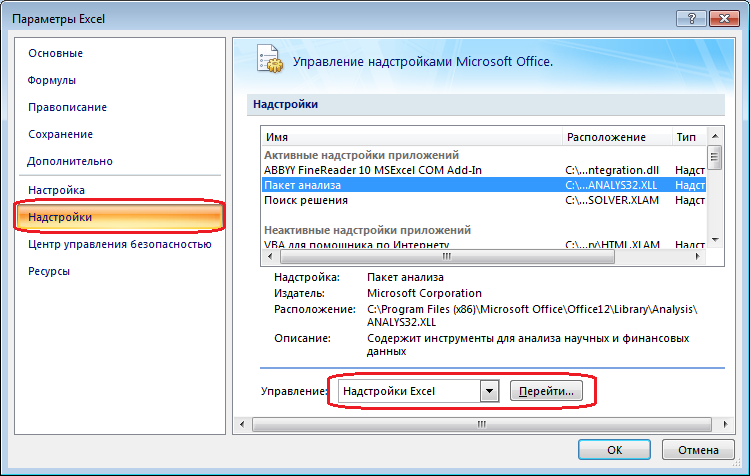 Параметры Excel
Основные
Формулы
Правописание
Сохранение
Дополнительно
Настройка
Надстройки
Центр управления безопасностью
Ресурсы
Управление надстройками Microsoft Office.
Надстройки
Имя Расположение Тип
Активные надстройки приложений
ABBYY FineReader 10 MSExcel COM Add-In C:\...ntegration.dll Надст
Пакет анализа C:\...ANALYS32.XLL Надст
Поиск решения C:\...SOLVER.XLAM Надст
Неактивные надстройки приложений
VBA для помощника по Интернету C:\...ry\HTML.XLAM Надст
Надстройка: Пакет анализа
Издатель: Microsoft Corporation
Расположение: C:\Program Files (x86)\Microsoft Office\Office12\Library\Analysis\
ANALYS32.XLL
Описание: Содержит инструменты для анализа научных и финансовых
данных
Управление: Надстройки Excel Перейти...
ОК Отмена